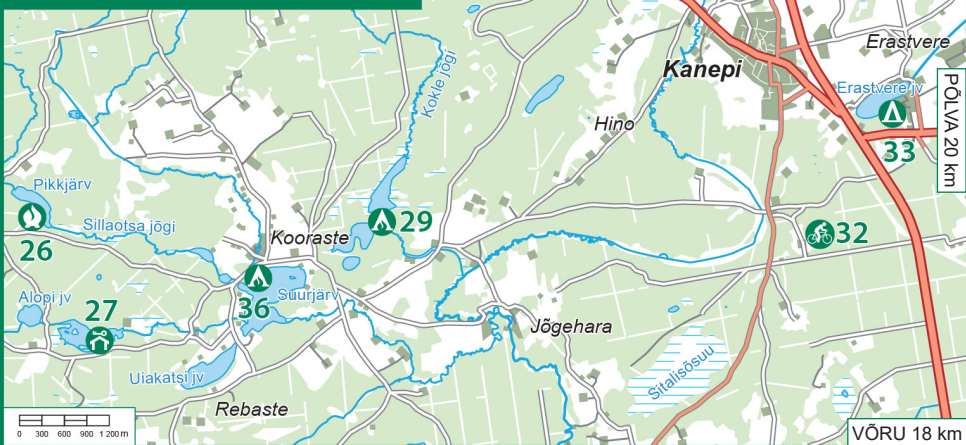 Erastvere
Kanepi
Erastvere jv
PÕLVA 20 km
Kokle jõgi
Hino
33
Pikkjärv
26
Sillaotsa jõgi
Kooraste
29
32
Alopi jv
27
36
Suurjärv
Jõgehara
Uiakatsi jv
Sitalisõsuu
Rebaste
0 300 600 900 1 200 m
VÕRU 18 km